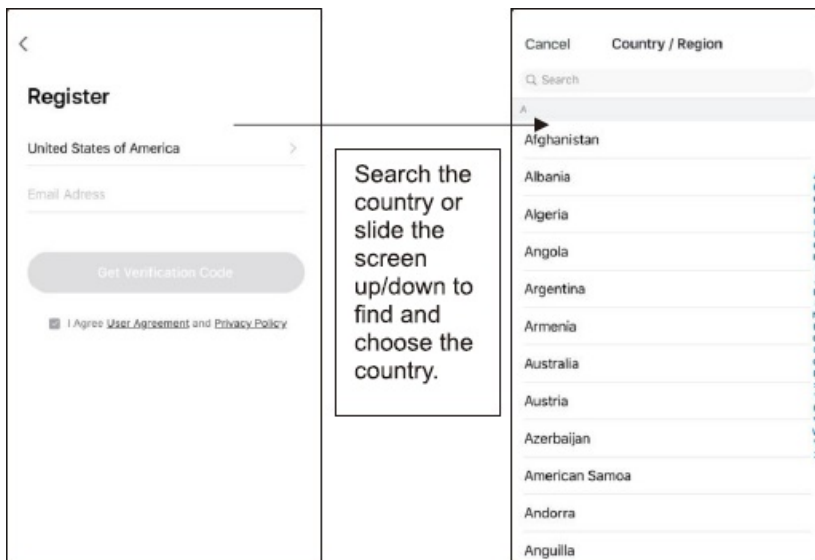 Register
United States of America
Email Adress
Get Verification Code
I Agree User Agreement and Privacy Policy
Search the
country or
slide the
screen
up/down to
find and
choose the
country.
Cancel Country / Region
Search
A
Afghanistan
Albania
Algeria
Angola
Argentina
Armenia
Australia
Austria
Azerbaijan
American Samoa
Andorra
Anguilla